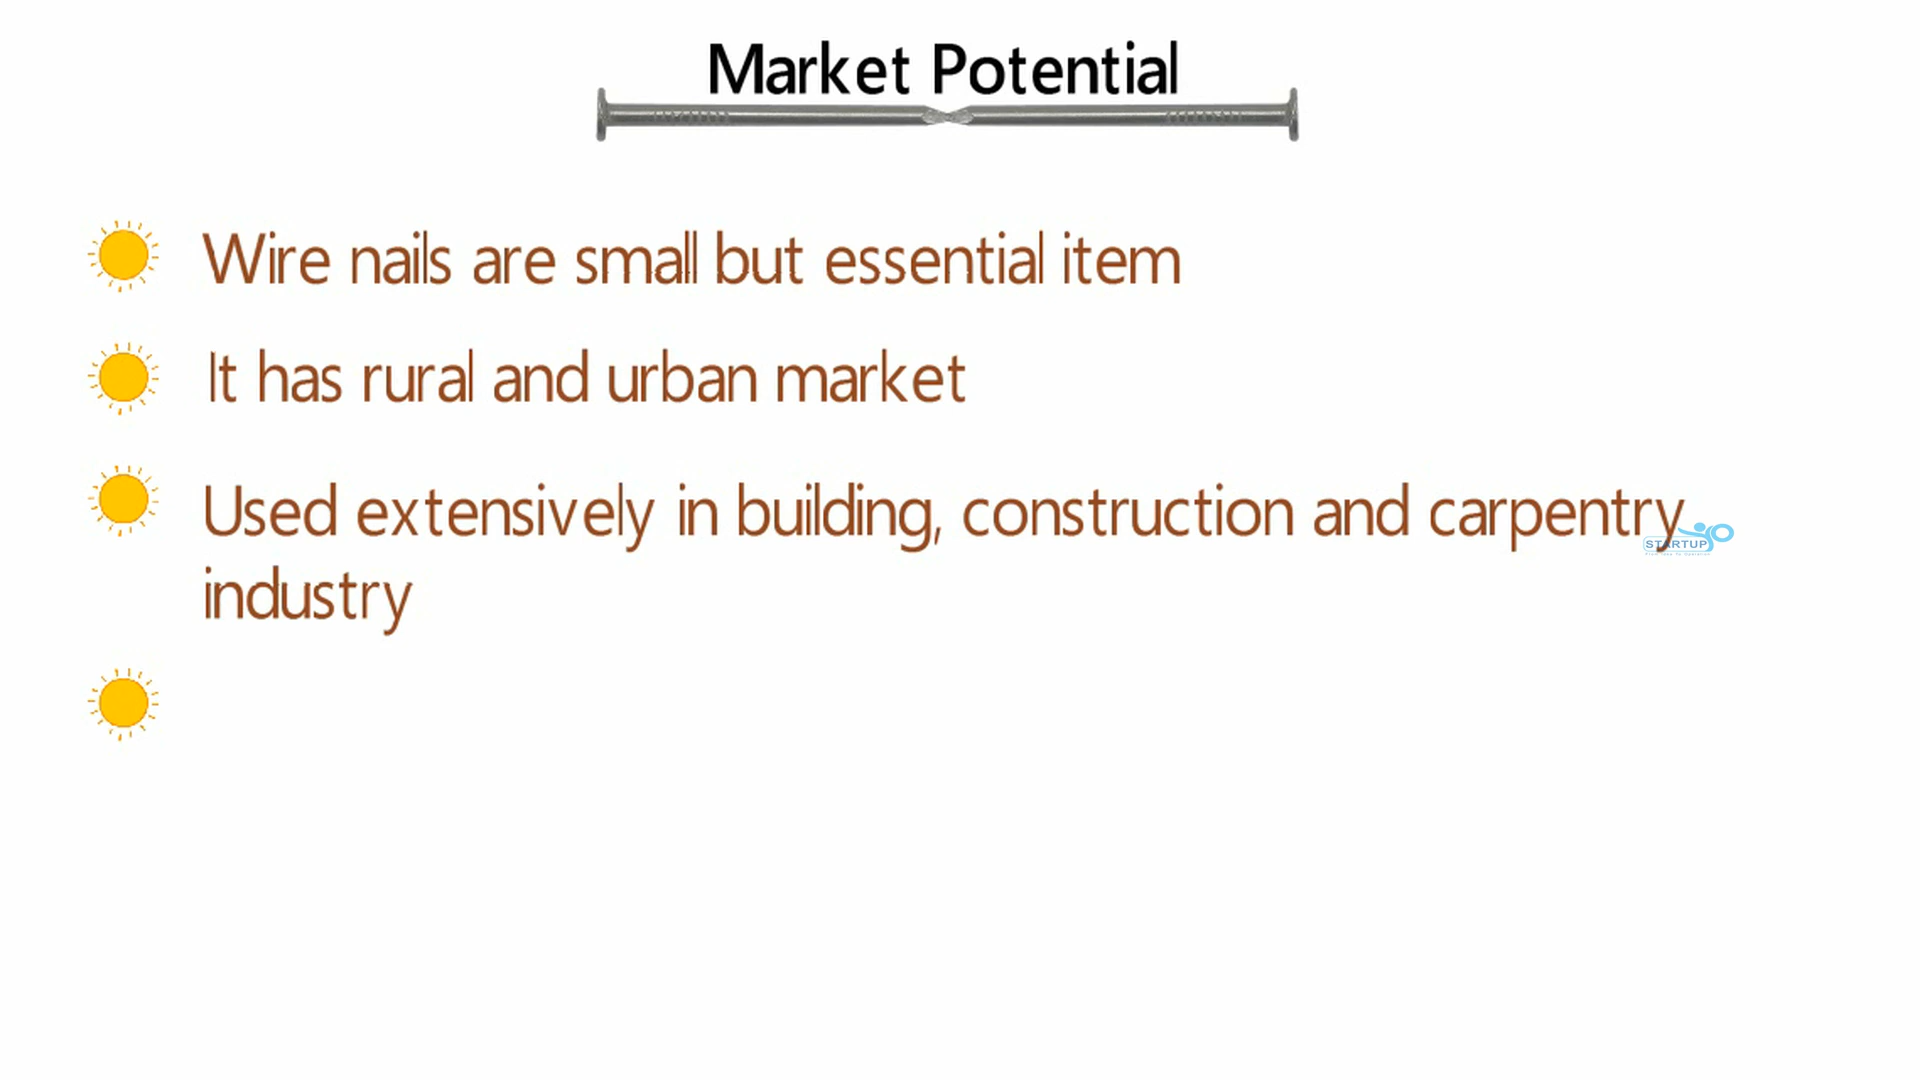 Market Potential
Wire nails are small but essential item
It has rural and urban market
Used extensively in building, construction and carpentry
industry
STARTUP